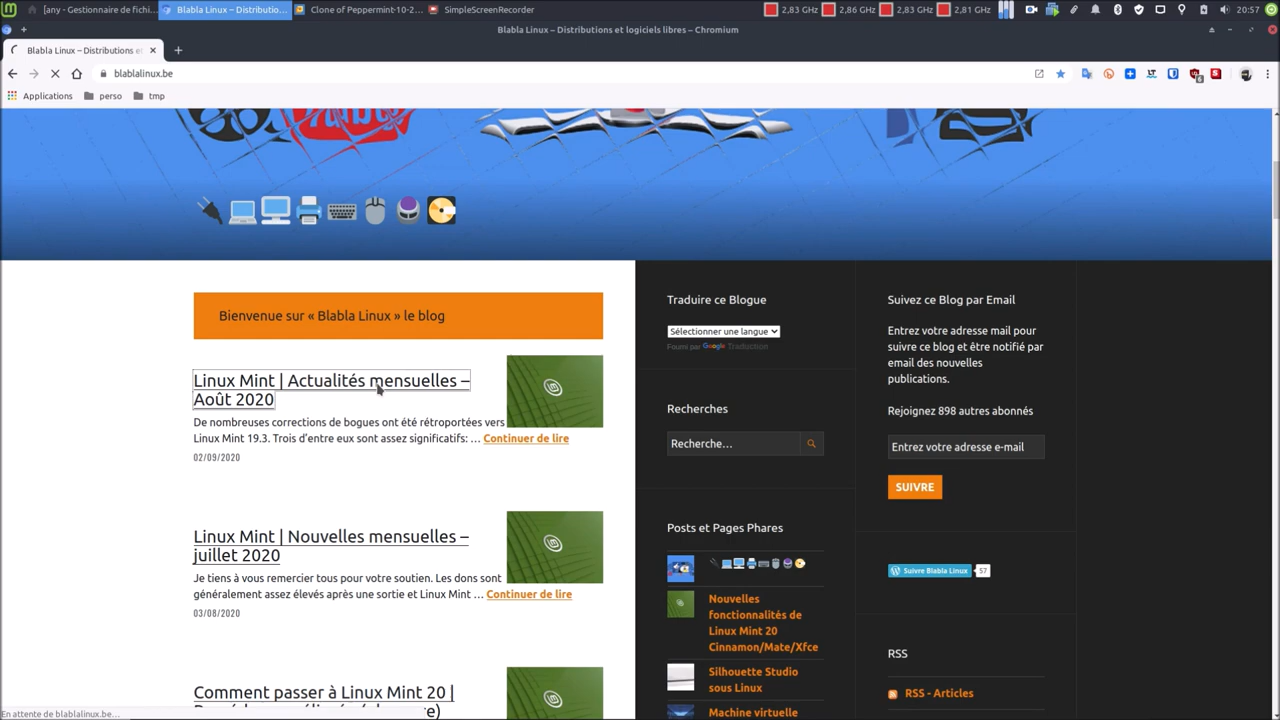 [any - Gestionnaire de fichi...
Blabla Linux – Distributio...
Clone of Peppermint-10-2...
SimpleScreenRecorder
2,83 GHz
2,86 GHz
2,83 GHz
2,81 GHz
20:57
Blabla Linux – Distributions et logiciels libres – Chromium
Blabla Linux – Distributions et
blablalinux.be
Applications
perso
tmp
Bienvenue sur « Blabla Linux » le blog
Linux Mint | Actualités mensuelles –
Août 2020
De nombreuses corrections de bogues ont été rétroportées vers
Linux Mint 19.3. Trois d’entre eux sont assez significatifs: … Continuer de lire
02/09/2020
Linux Mint | Nouvelles mensuelles –
juillet 2020
Je tiens à vous remercier tous pour votre soutien. Les dons sont
généralement assez élevés après une sortie et Linux Mint … Continuer de lire
03/08/2020
Comment passer à Linux Mint 20 |
Traduire ce Blogue
Sélectionner une langue
Fourni par Google Traduction
Recherches
Recherche…
Posts et Pages Phares
Nouvelles
fonctionnalités de
Linux Mint 20
Cinnamon/Mate/Xfce
Silhouette Studio
sous Linux
Machine virtuelle
Suivez ce Blog par Email
Entrez votre adresse mail pour
suivre ce blog et être notifié par
email des nouvelles
publications.
Rejoignez 898 autres abonnés
Entrez votre adresse e-mail
SUIVRE
Suivre Blabla Linux
57
RSS
RSS - Articles
En attente de blablalinux.be…